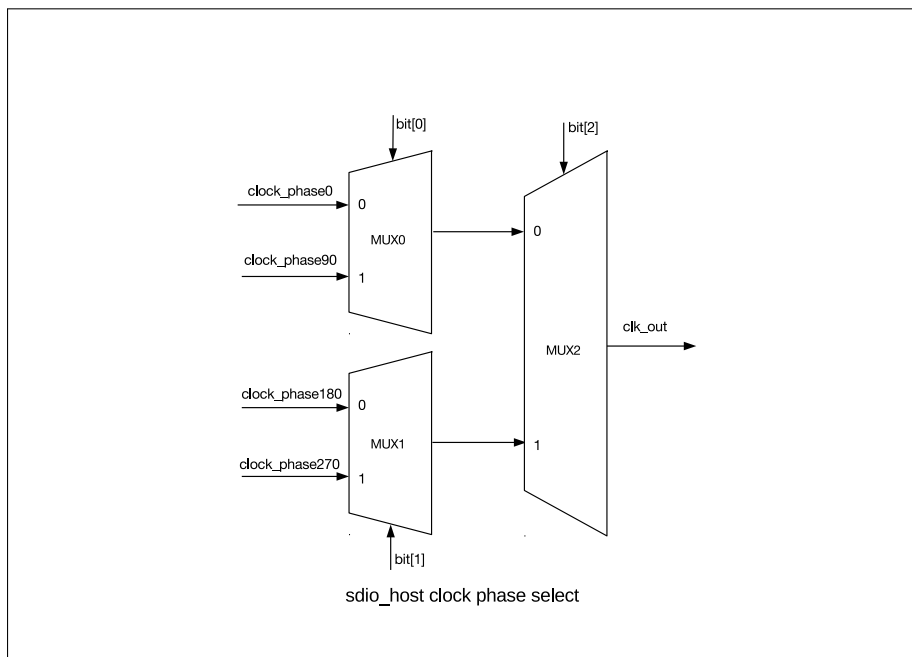 bit[0]
bit[2]
clock_phase0
0
0
MUX0
clock_phase90
1
clk_out
MUX2
clock_phase180
0
MUX1
1
clock_phase270
1
bit[1]
sdio_host clock phase select